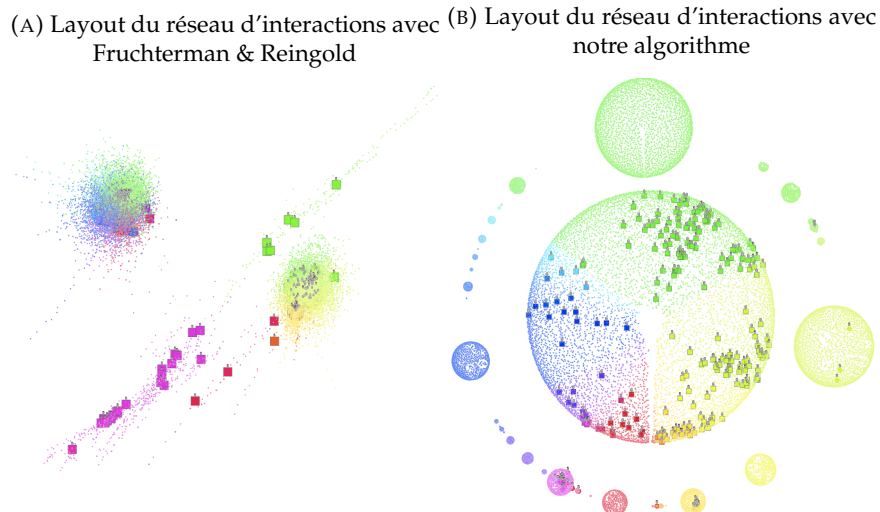 (A) Layout du réseau d'interactions avec
Fruchterman & Reingold
(B) Layout du réseau d'interactions avec
notre algorithme